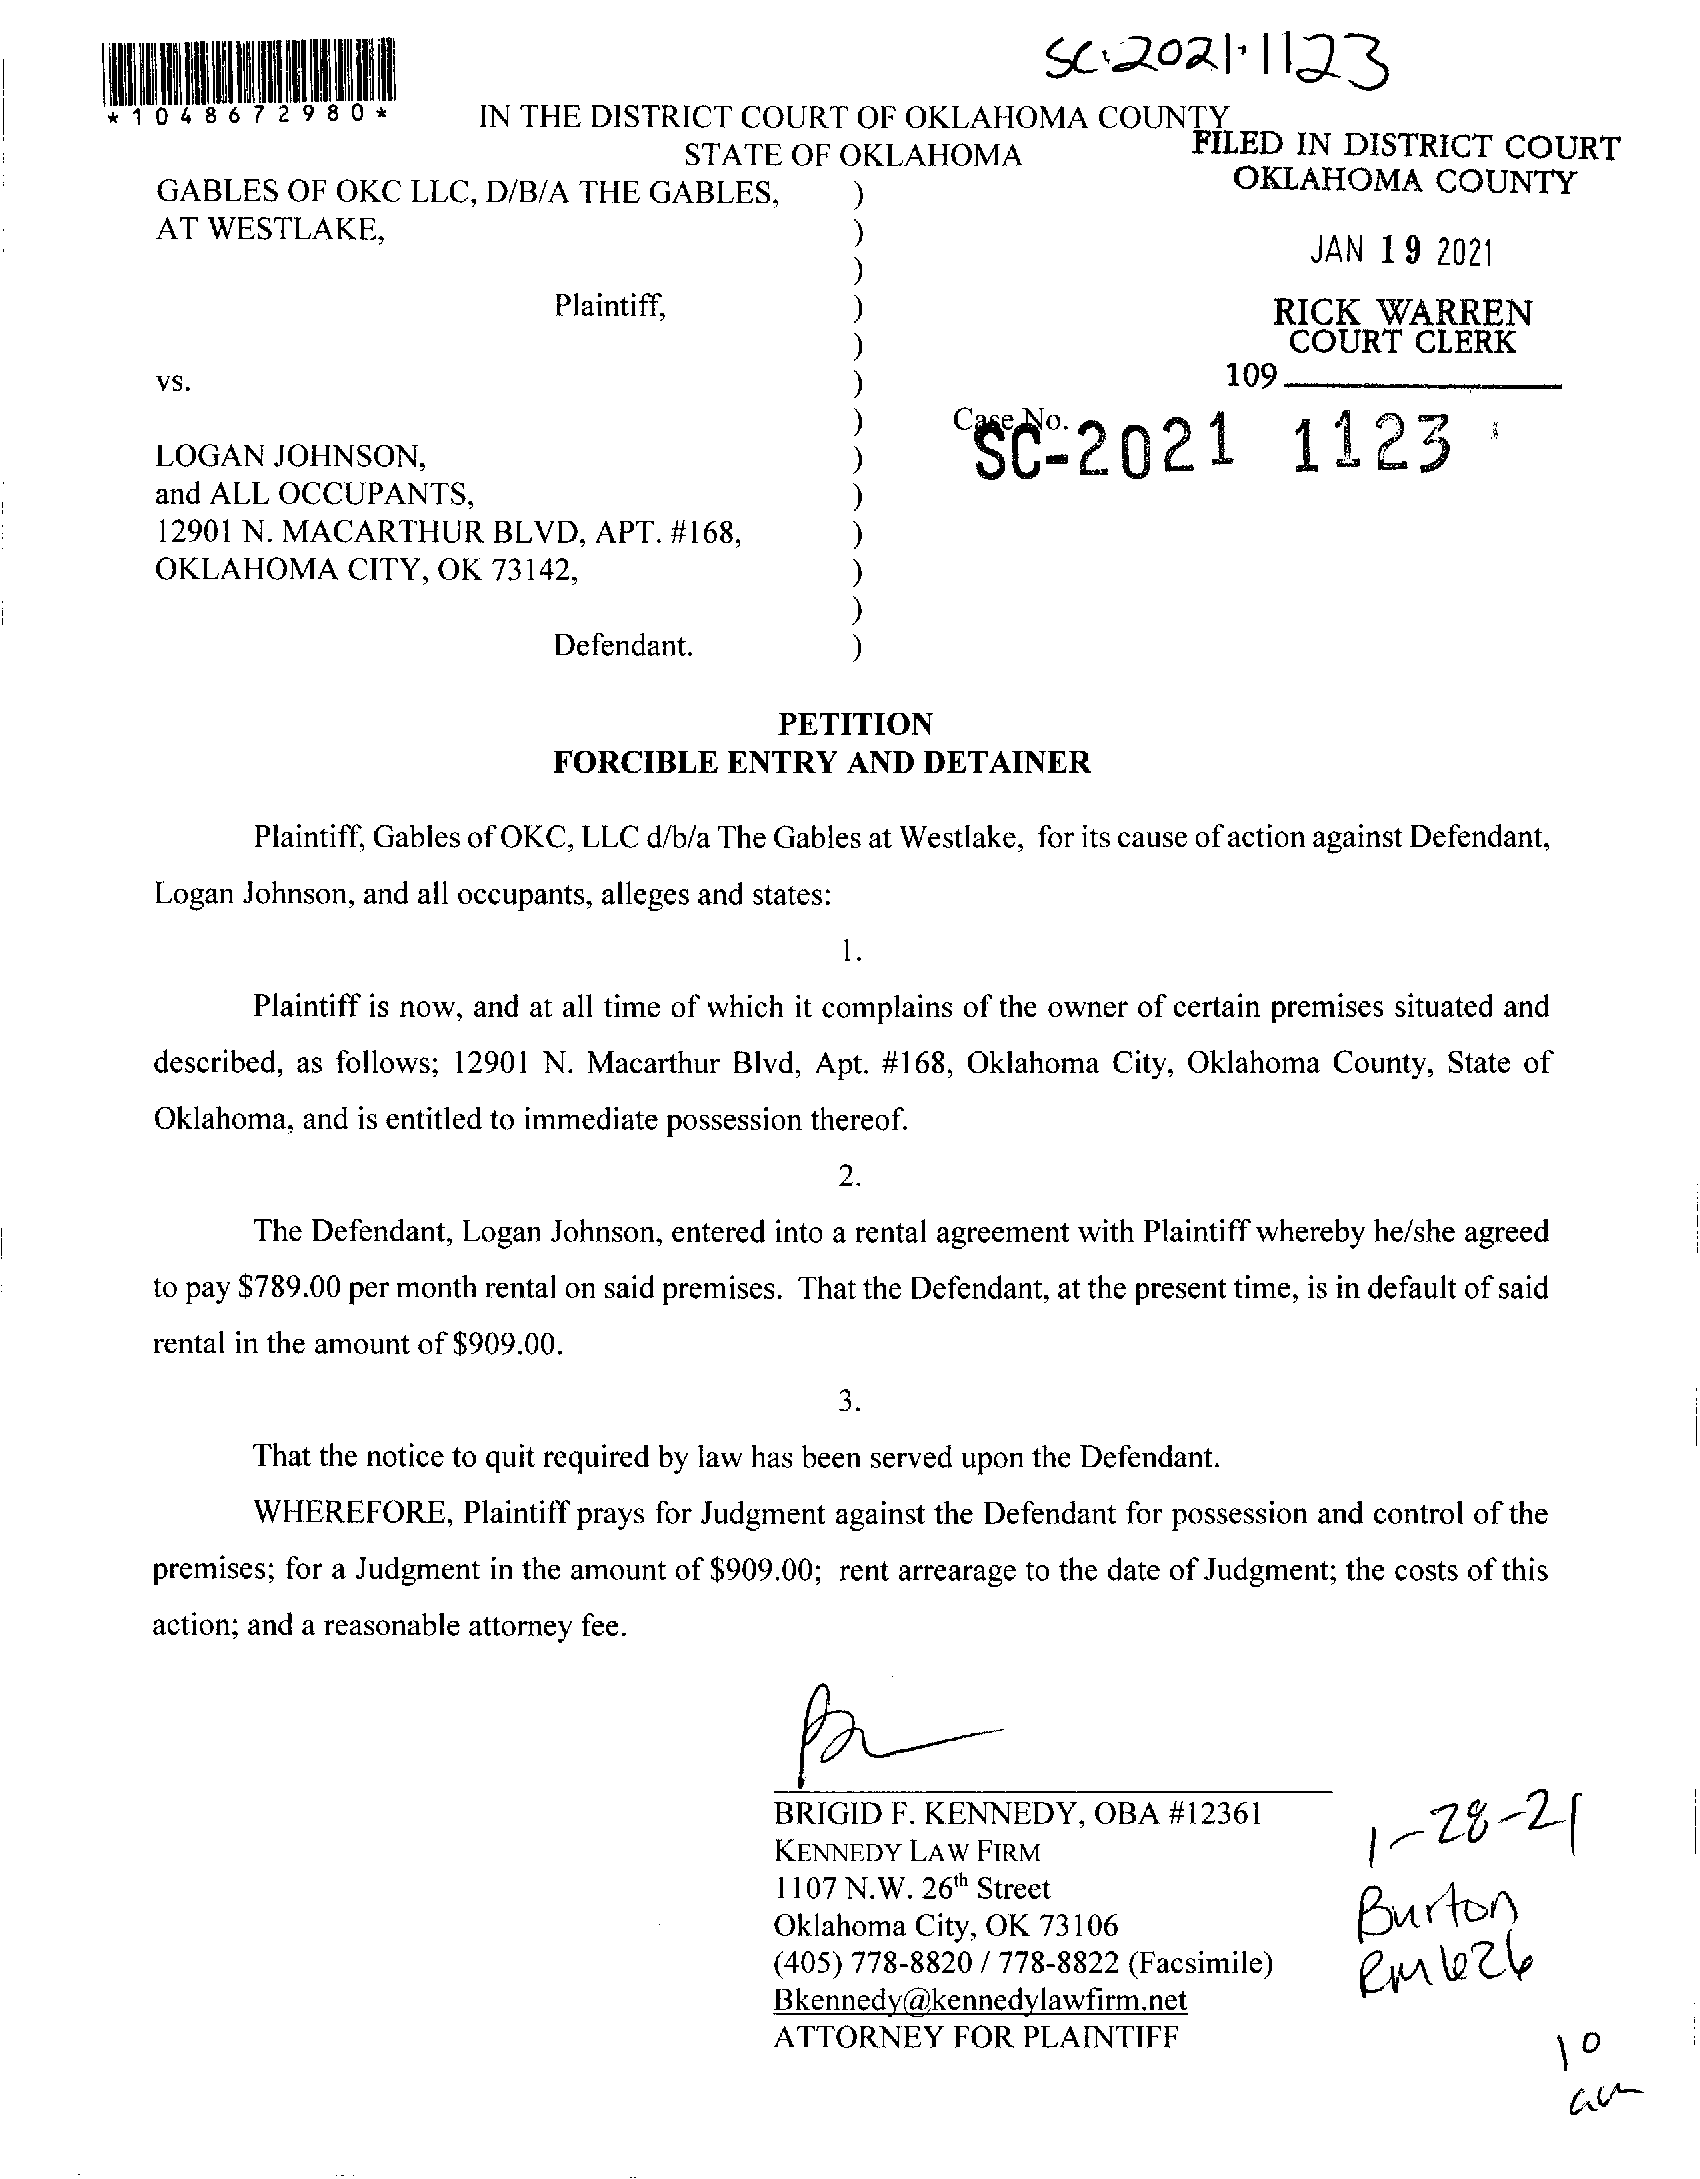 SC-2021-1123
*1048672980*
IN THE DISTRICT COURT OF OKLAHOMA COUNTY
STATE OF OKLAHOMA
FILED IN DISTRICT COURT
OKLAHOMA COUNTY
JAN 19 2021
RICK WARREN
COURT CLERK
109
GABLES OF OKC LLC, D/B/A THE GABLES, )
AT WESTLAKE, )
)
Plaintiff, )
)
vs. )
) Case No. SC-2021 1123
LOGAN JOHNSON, )
and ALL OCCUPANTS, )
12901 N. MACARTHUR BLVD, APT. #168, )
OKLAHOMA CITY, OK 73142, )
)
Defendant. )
PETITION
FORCIBLE ENTRY AND DETAINER
Plaintiff, Gables of OKC, LLC d/b/a The Gables at Westlake, for its cause of action against Defendant,
Logan Johnson, and all occupants, alleges and states:
1.
Plaintiff is now, and at all time of which it complains of the owner of certain premises situated and
described, as follows; 12901 N. Macarthur Blvd, Apt. #168, Oklahoma City, Oklahoma County, State of
Oklahoma, and is entitled to immediate possession thereof.
2.
The Defendant, Logan Johnson, entered into a rental agreement with Plaintiff whereby he/she agreed
to pay $789.00 per month rental on said premises. That the Defendant, at the present time, is in default of said
rental in the amount of $909.00.
3.
That the notice to quit required by law has been served upon the Defendant.
WHEREFORE, Plaintiff prays for Judgment against the Defendant for possession and control of the
premises; for a Judgment in the amount of $909.00; rent arrearage to the date of Judgment; the costs of this
action; and a reasonable attorney fee.
BRIGID F. KENNEDY, OBA #12361
KENNEDY LAW FIRM
1107 N.W. 26th Street
Oklahoma City, OK 73106
(405) 778-8820 / 778-8822 (Facsimile)
Bkennedy@kennedylawfirm.net
ATTORNEY FOR PLAINTIFF
1-28-21
Burton
Rm 626
10
am